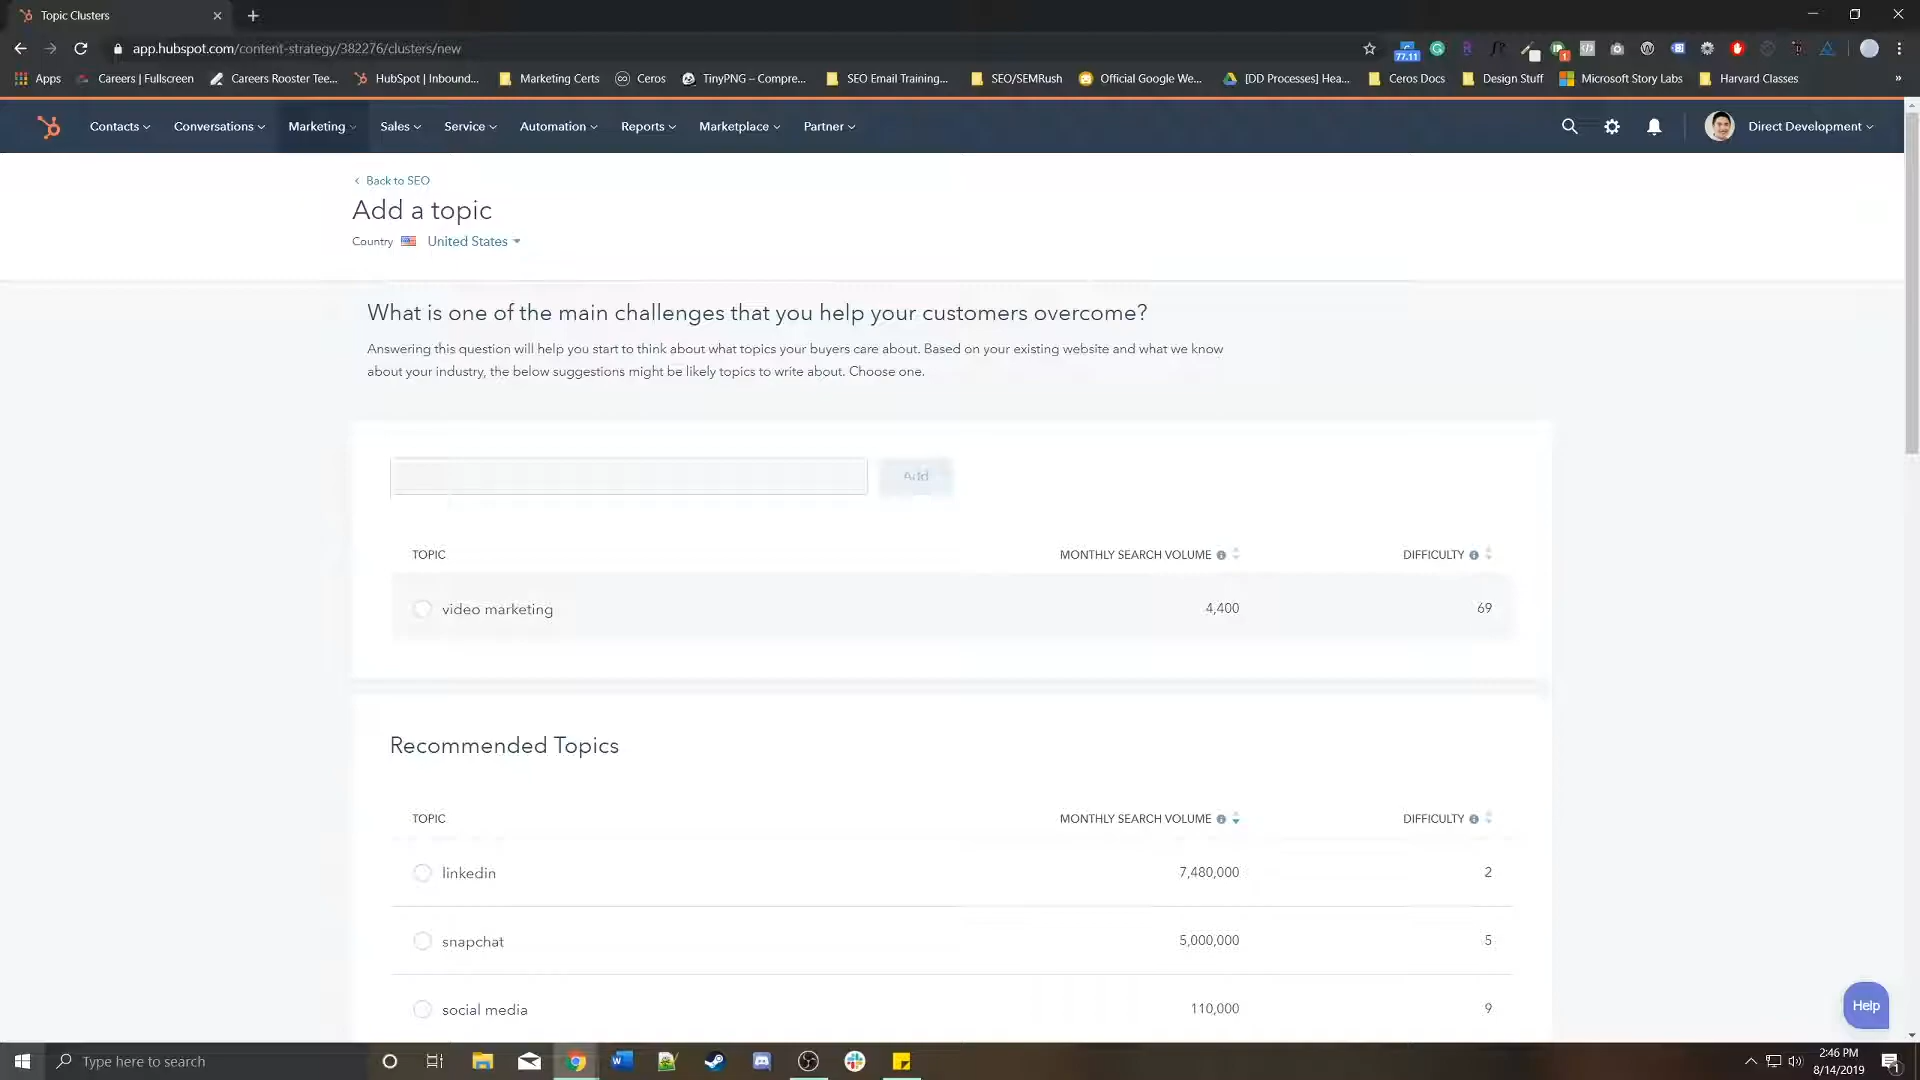 Topic Clusters
app.hubspot.com/content-strategy/382276/clusters/new
77.11
1
Apps
Careers | Fullscreen
Careers Rooster Tee...
HubSpot | Inbound...
Marketing Certs
Ceros
TinyPNG – Compre...
SEO Email Training...
SEO/SEMRush
Official Google We...
[DD Processes] Hea...
Ceros Docs
Design Stuff
Microsoft Story Labs
Harvard Classes
»
Contacts
Conversations
Marketing
Sales
Service
Automation
Reports
Marketplace
Partner
Direct Development
Back to SEO
Add a topic
Country United States
What is one of the main challenges that you help your customers overcome?
Answering this question will help you start to think about what topics your buyers care about. Based on your existing website and what we know
about your industry, the below suggestions might be likely topics to write about. Choose one.
Add
TOPIC MONTHLY SEARCH VOLUME DIFFICULTY
video marketing 4,400 69
Recommended Topics
TOPIC MONTHLY SEARCH VOLUME DIFFICULTY
linkedin 7,480,000 2
snapchat 5,000,000 5
social media 110,000 9
Help
Type here to search
2:46 PM
8/14/2019
1